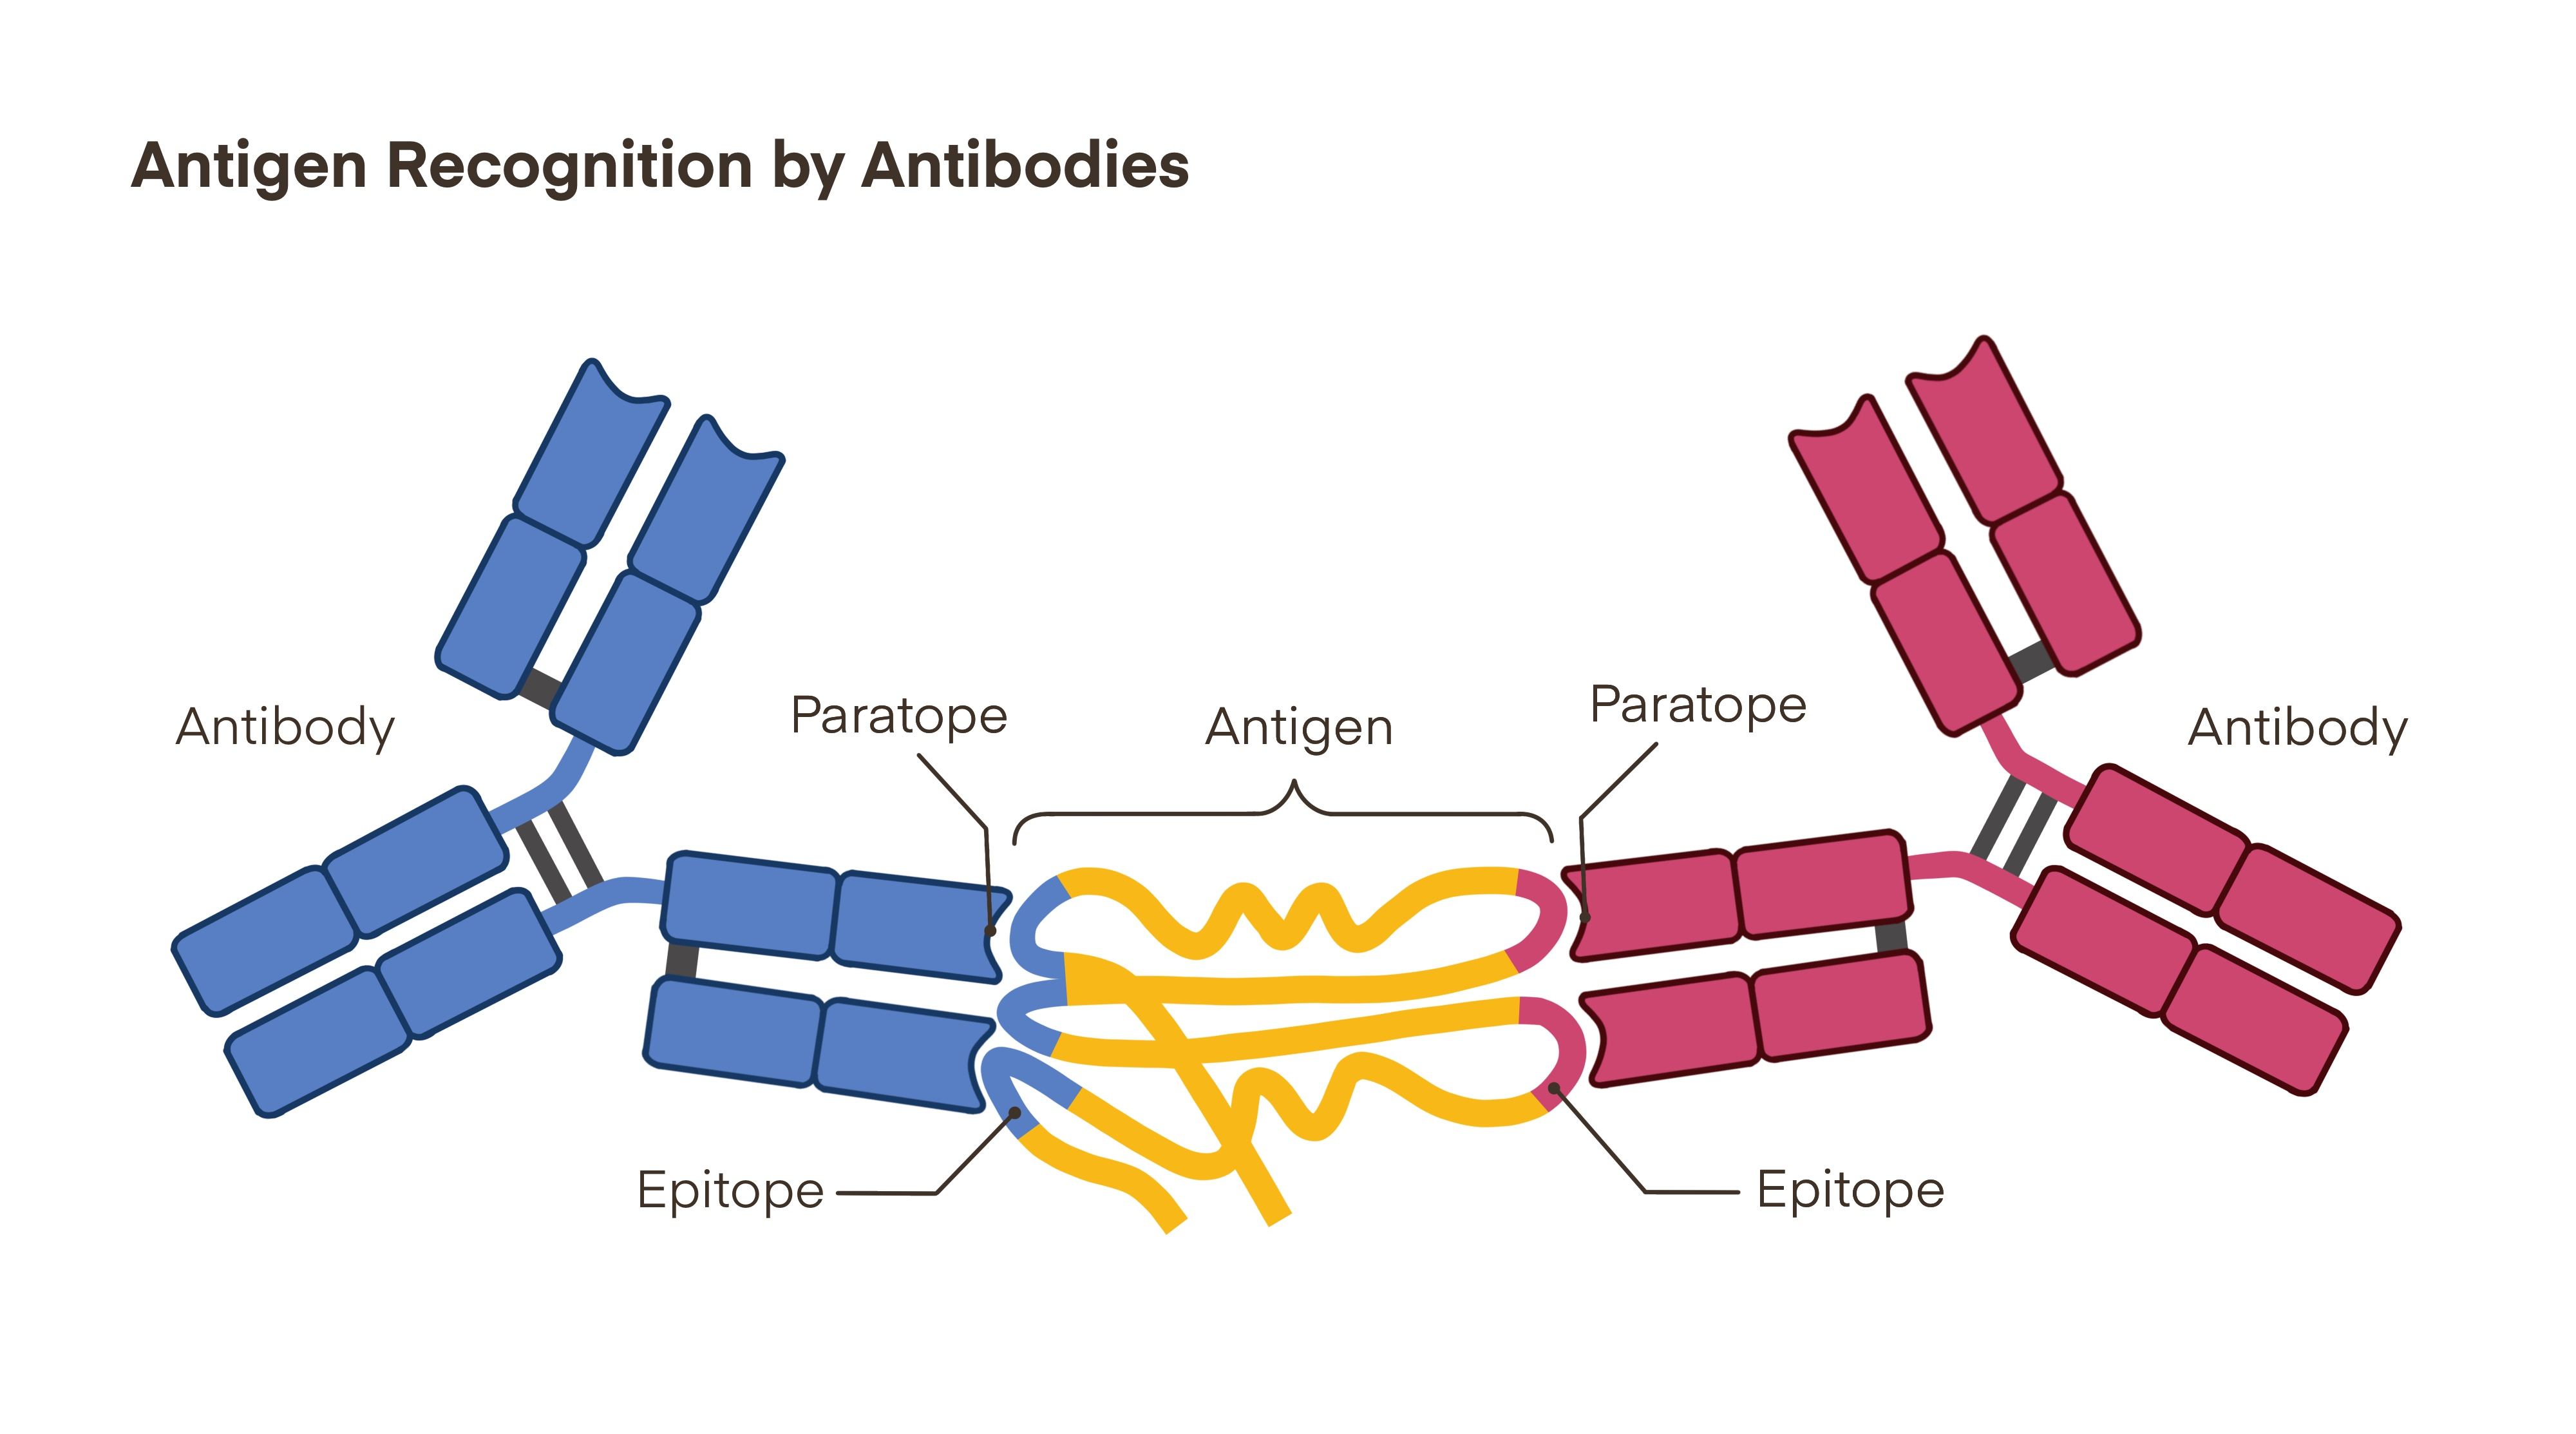 Antigen Recognition by Antibodies
Antibody
Paratope
Antigen
Paratope
Antibody
Epitope
Epitope